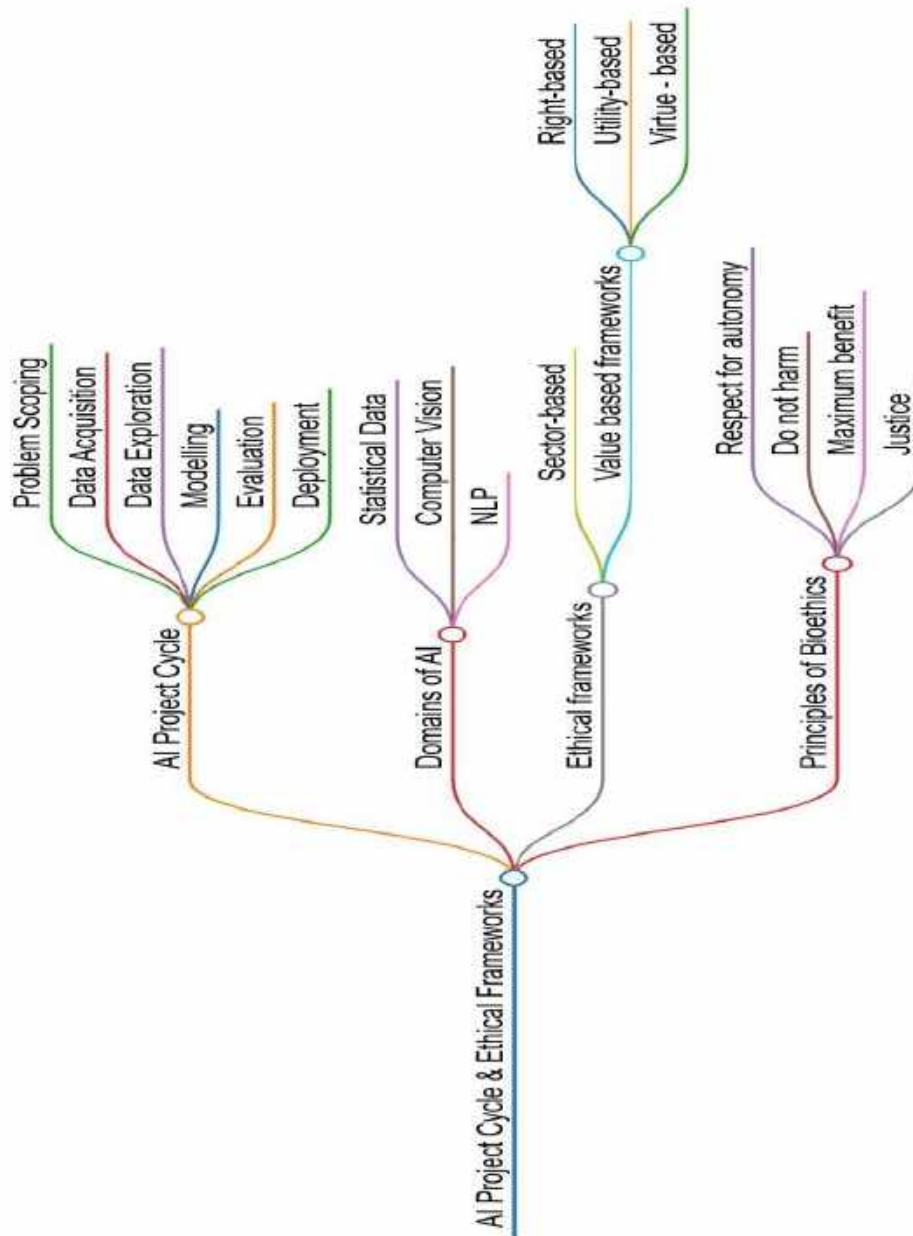 AI Project Cycle & Ethical Frameworks
AI Project Cycle
Problem Scoping
Data Acquisition
Data Exploration
Modelling
Evaluation
Deployment
Domains of AI
Statistical Data
Computer Vision
NLP
Ethical frameworks
Sector-based
Value based frameworks
Right-based
Utility-based
Virtue - based
Principles of Bioethics
Respect for autonomy
Do not harm
Maximum benefit
Justice